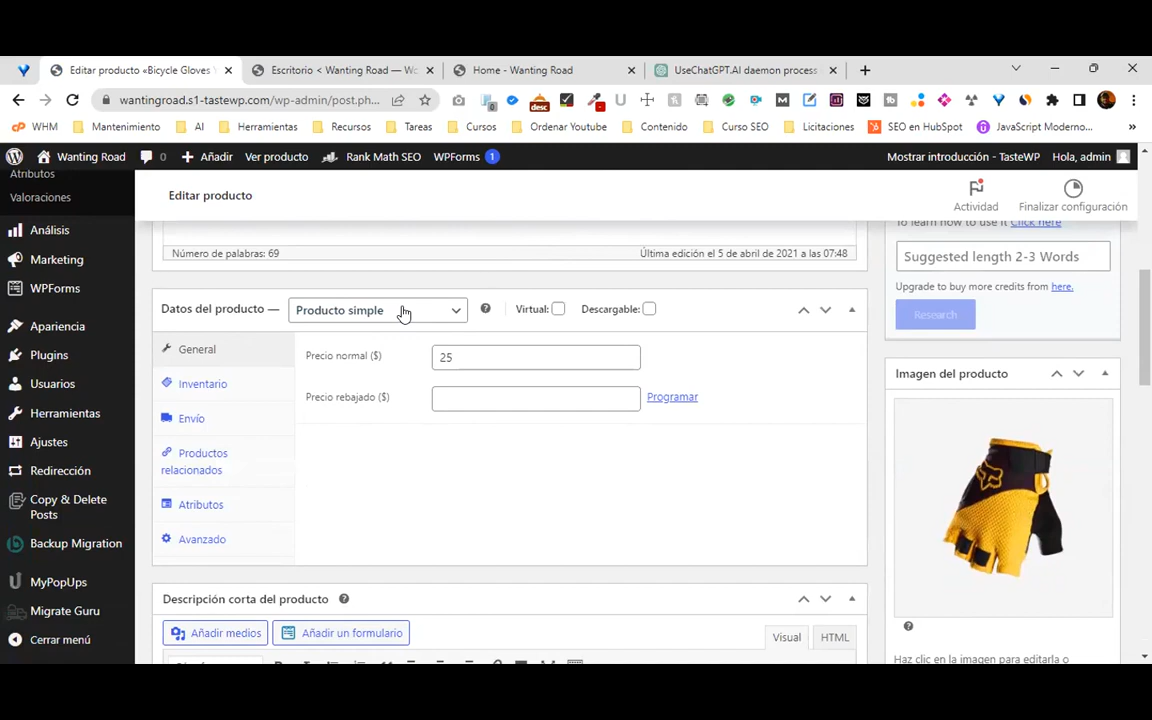 Editar producto «Bicycle Gloves
Escritorio < Wanting Road — Wc
Home - Wanting Road
UseChatGPT.AI daemon process
wantingroad.s1-tastewp.com/wp-admin/post.ph...
desc
WHM
Mantenimiento
AI
Herramientas
Recursos
Tareas
Cursos
Ordenar Youtube
Contenido
Curso SEO
Licitaciones
SEO en HubSpot
JavaScript Moderno...
Wanting Road
0
Añadir
Ver producto
Rank Math SEO
WPForms 1
Mostrar introducción - TasteWP
Hola, admin
Atributos
Valoraciones
Análisis
Marketing
WPForms
Apariencia
Plugins
Usuarios
Herramientas
Ajustes
Redirección
Copy & Delete
Posts
Backup Migration
MyPopUps
Migrate Guru
Cerrar menú
Editar producto
Actividad
Finalizar configuración
Número de palabras: 69
Última edición el 5 de abril de 2021 a las 07:48
Datos del producto —
Producto simple
Virtual:
Descargable:
General
Inventario
Envío
Productos
relacionados
Atributos
Avanzado
Precio normal ($)
25
Precio rebajado ($)
Programar
Descripción corta del producto
Añadir medios
Añadir un formulario
Visual
HTML
To learn how to use it Click here
Suggested length 2-3 Words
Upgrade to buy more credits from here.
Research
Imagen del producto
Haz clic en la imagen para editarla o